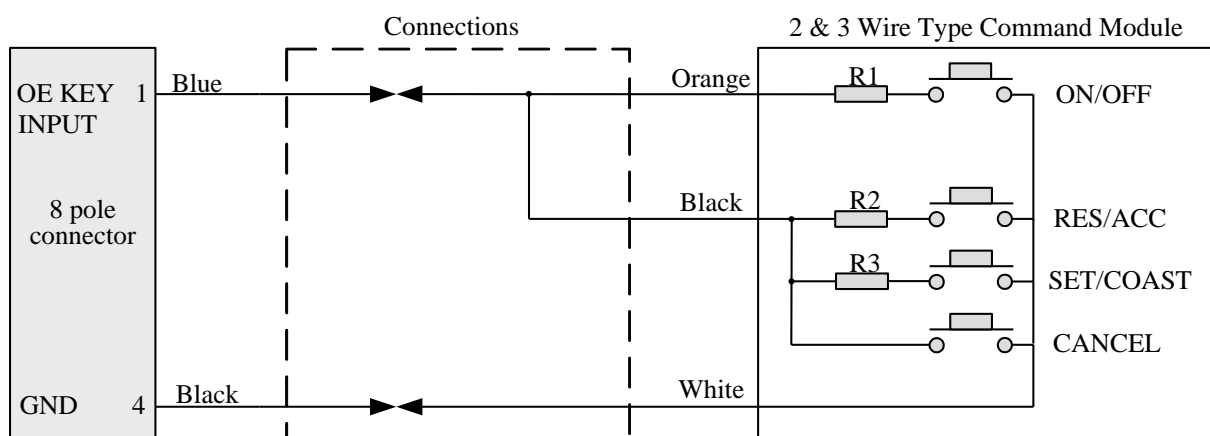 Connections
2 & 3 Wire Type Command Module
OE KEY 1
INPUT
Blue
Orange
R1
ON/OFF
8 pole
connector
Black
R2
RES/ACC
R3
SET/COAST
CANCEL
GND 4
Black
White